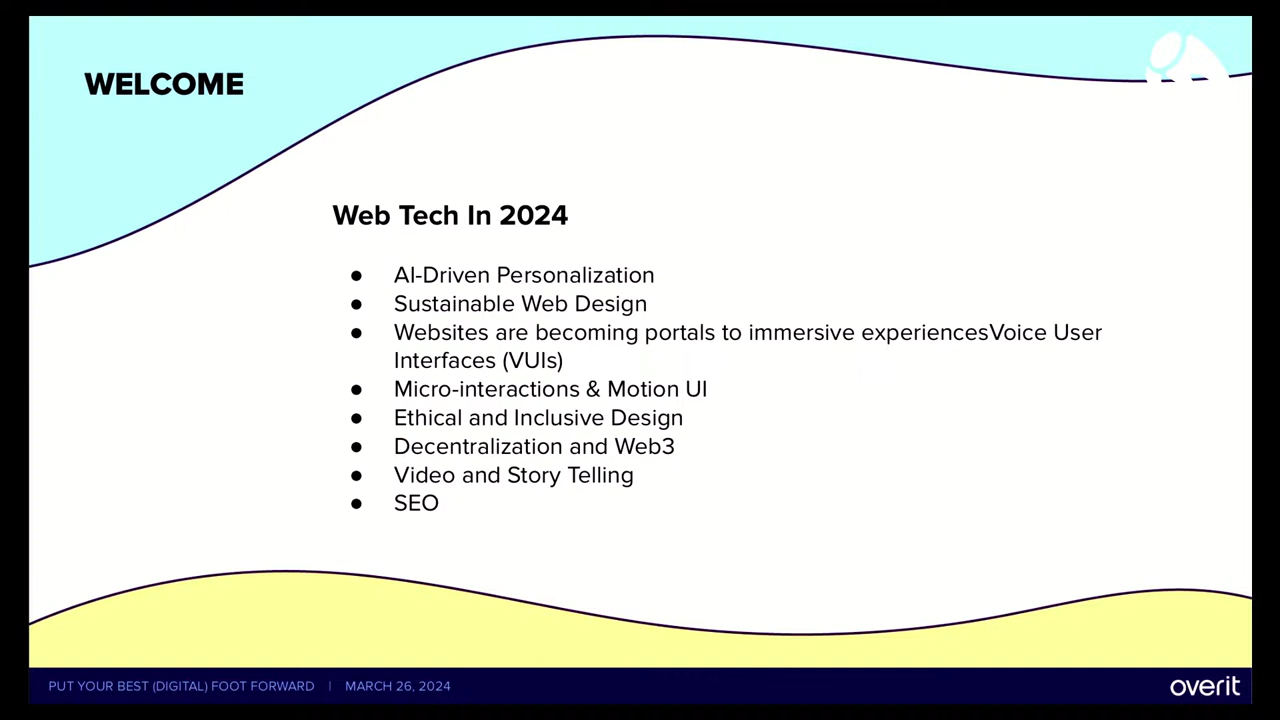 WELCOME
Web Tech In 2024
● AI-Driven Personalization
● Sustainable Web Design
● Websites are becoming portals to immersive experiencesVoice User
Interfaces (VUIs)
● Micro-interactions & Motion UI
● Ethical and Inclusive Design
● Decentralization and Web3
● Video and Story Telling
● SEO
PUT YOUR BEST (DIGITAL) FOOT FORWARD | MARCH 26, 2024
overit